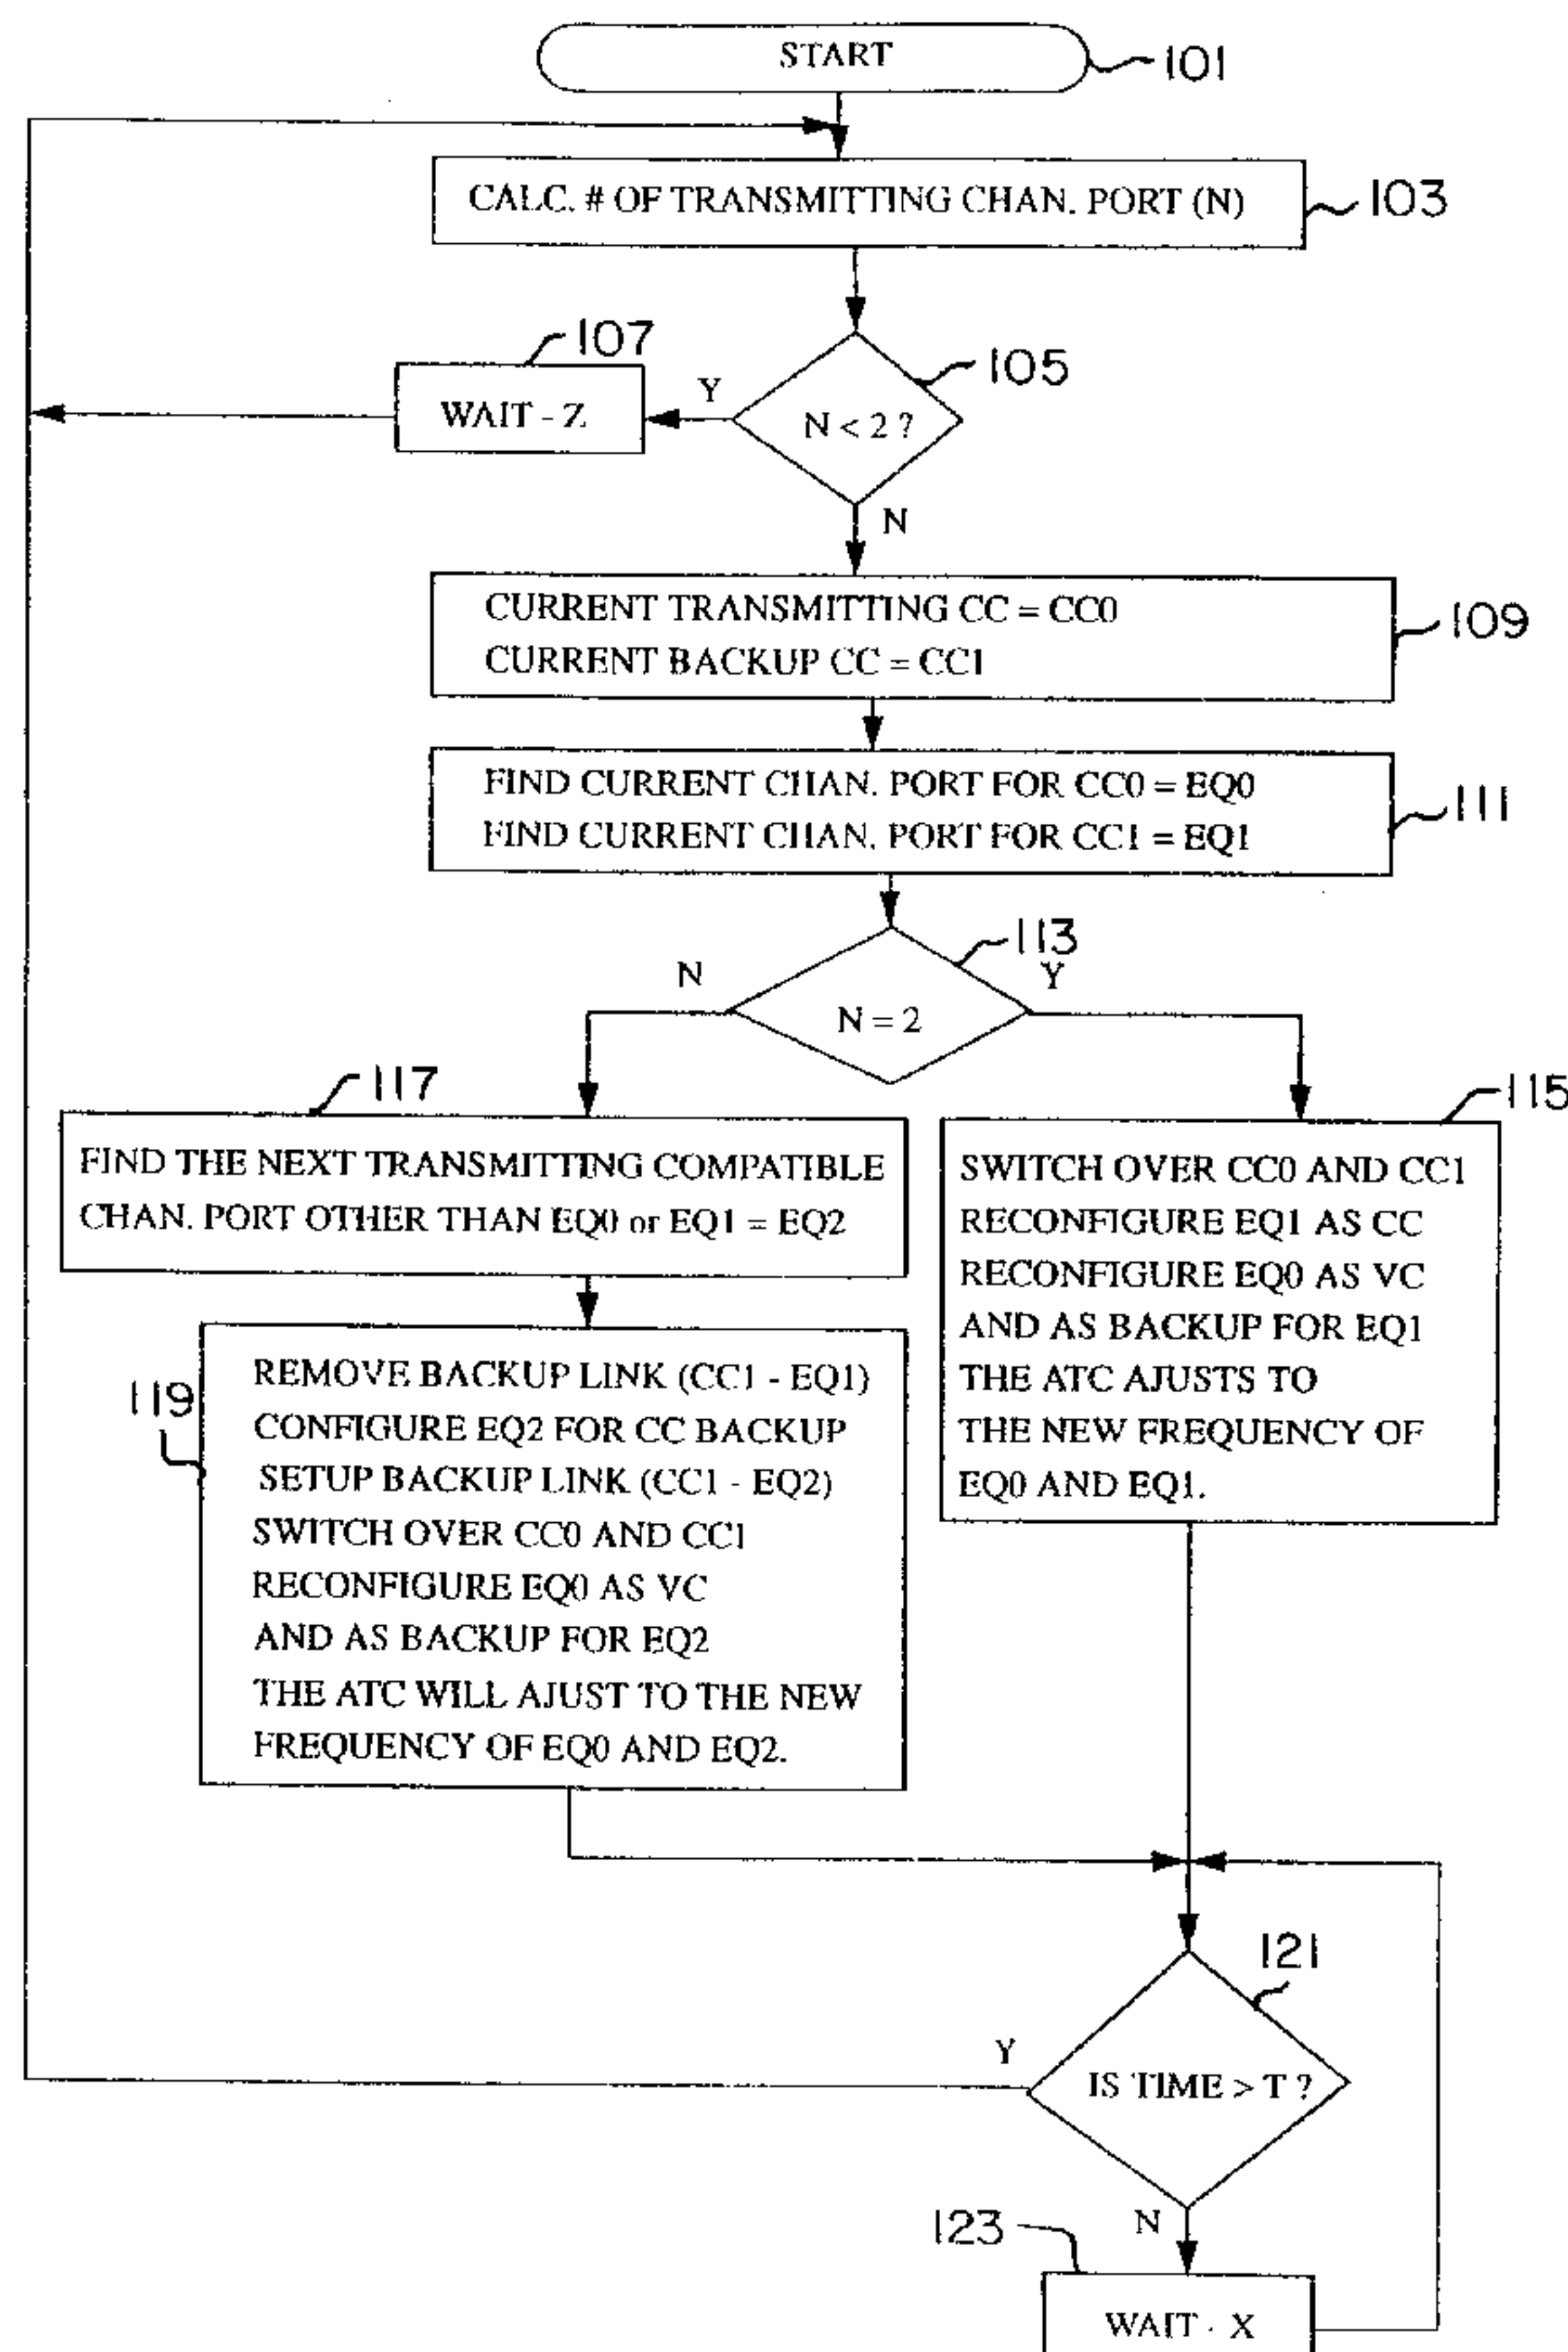 START
101
CALC. # OF TRANSMITTING CHAN. PORT (N)
103
107
105
Y
WAIT - Z
N < 2 ?
N
CURRENT TRANSMITTING CC = CC0
CURRENT BACKUP CC = CC1
109
FIND CURRENT CHAN. PORT FOR CC0 = EQ0
FIND CURRENT CHAN. PORT FOR CC1 = EQ1
111
113
N
Y
N = 2
117
115
FIND THE NEXT TRANSMITTING COMPATIBLE
CHAN. PORT OTHER THAN EQ0 or EQ1 = EQ2
SWITCH OVER CC0 AND CC1
RECONFIGURE EQ1 AS CC
RECONFIGURE EQ0 AS VC
AND AS BACKUP FOR EQ1
THE ATC AJUSTS TO
THE NEW FREQUENCY OF
EQ0 AND EQ1.
119
REMOVE BACKUP LINK (CC1 - EQ1)
CONFIGURE EQ2 FOR CC BACKUP
SETUP BACKUP LINK (CC1 - EQ2)
SWITCH OVER CC0 AND CC1
RECONFIGURE EQ0 AS VC
AND AS BACKUP FOR EQ2
THE ATC WILL AJUST TO THE NEW
FREQUENCY OF EQ0 AND EQ2.
121
Y
IS TIME > T ?
N
123
WAIT - X